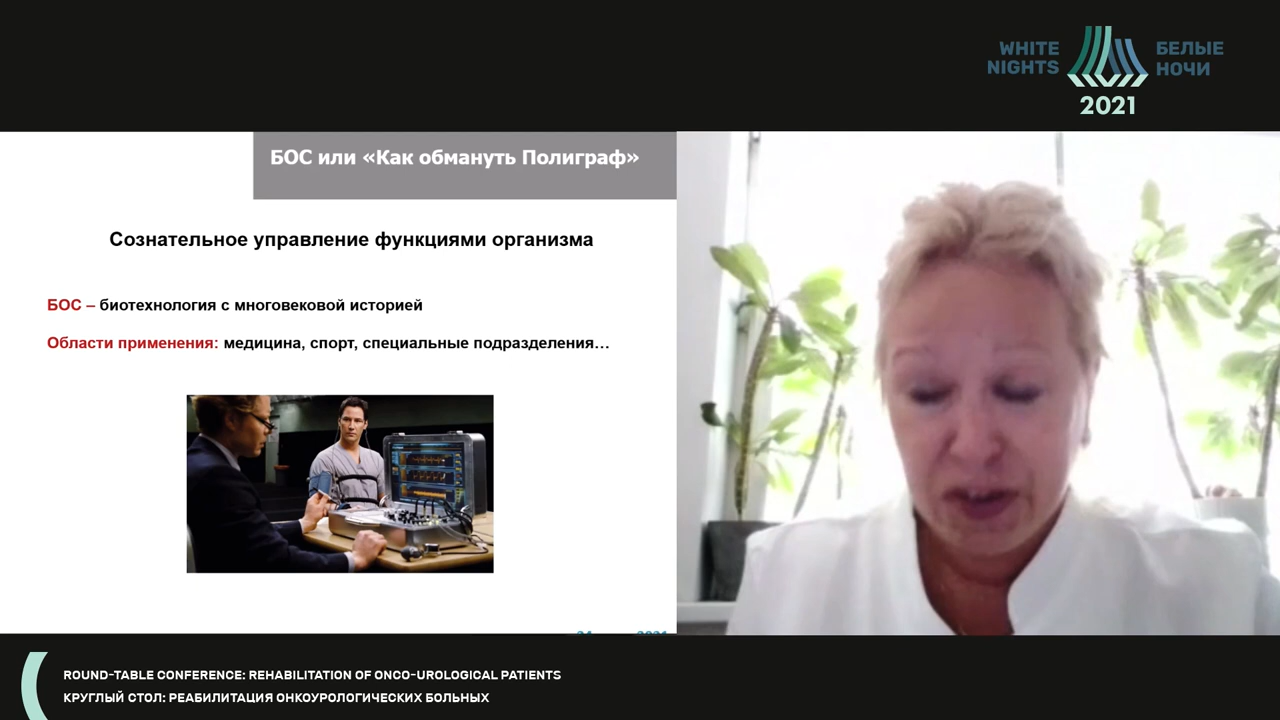 WHITE NIGHTS
БЕЛЫЕ НОЧИ
2021
БОС или «Как обмануть Полиграф»
Сознательное управление функциями организма
БОС – биотехнология с многовековой историей
Области применения: медицина, спорт, специальные подразделения…
ROUND-TABLE CONFERENCE: REHABILITATION OF ONCO-UROLOGICAL PATIENTS
КРУГЛЫЙ СТОЛ: РЕАБИЛИТАЦИЯ ОНКОУРОЛОГИЧЕСКИХ БОЛЬНЫХ